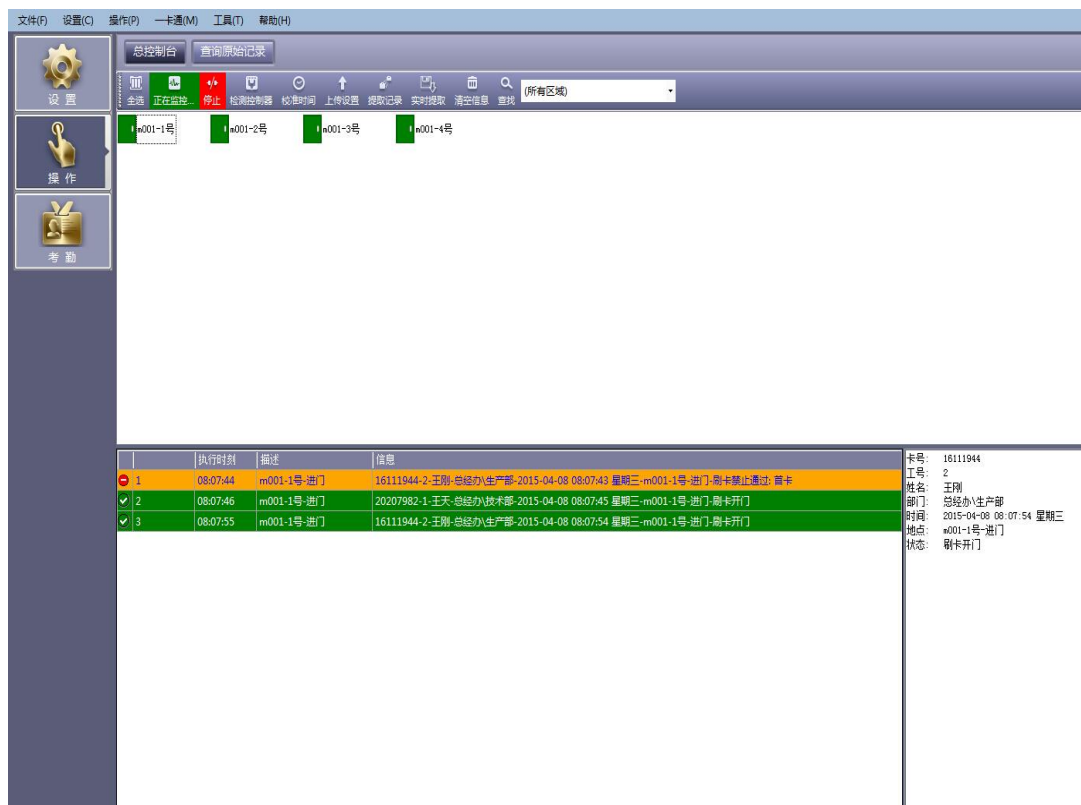 文件(F) 设置(C) 操作(P) 一卡通(M) 工具(T) 帮助(H)
总控制台 查询原始记录
设置
全选 正在监控... 停止 检测控制器 校准时间 上传设置 提取记录 实时提取 清空信息 查找 (所有区域)
m001-1号 m001-2号 m001-3号 m001-4号
操作
考勤
执行时刻 描述 信息
1 08:07:44 m001-1号-进门 16111944-2-王刚-总经办\生产部-2015-04-08 08:07:43 星期三-m001-1号-进门-刷卡禁止通过: 首卡
2 08:07:46 m001-1号-进门 20207982-1-王天-总经办\技术部-2015-04-08 08:07:45 星期三-m001-1号-进门-刷卡开门
3 08:07:55 m001-1号-进门 16111944-2-王刚-总经办\生产部-2015-04-08 08:07:54 星期三-m001-1号-进门-刷卡开门
卡号: 16111944
工号: 2
姓名: 王刚
部门: 总经办\生产部
时间: 2015-04-08 08:07:54 星期三
地点: m001-1号-进门
状态: 刷卡开门